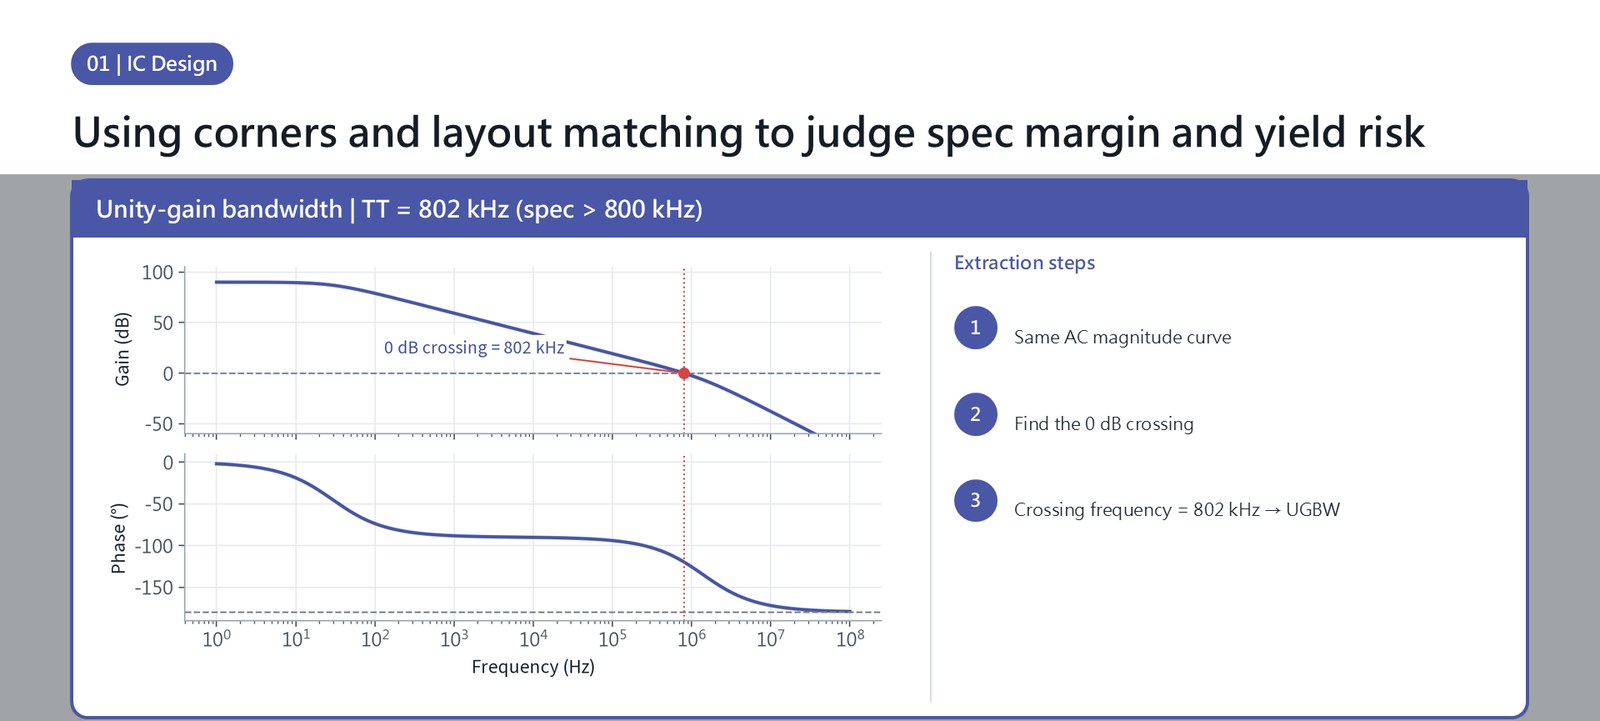 01 | IC Design
Using corners and layout matching to judge spec margin and yield risk
Unity-gain bandwidth | TT = 802 kHz (spec > 800 kHz)
100
50
0
-50
Gain (dB)
0 dB crossing = 802 kHz
0
-50
-100
-150
Phase (°)
10⁰ 10¹ 10² 10³ 10⁴ 10⁵ 10⁶ 10⁷ 10⁸
Frequency (Hz)
Extraction steps
1 Same AC magnitude curve
2 Find the 0 dB crossing
3 Crossing frequency = 802 kHz → UGBW